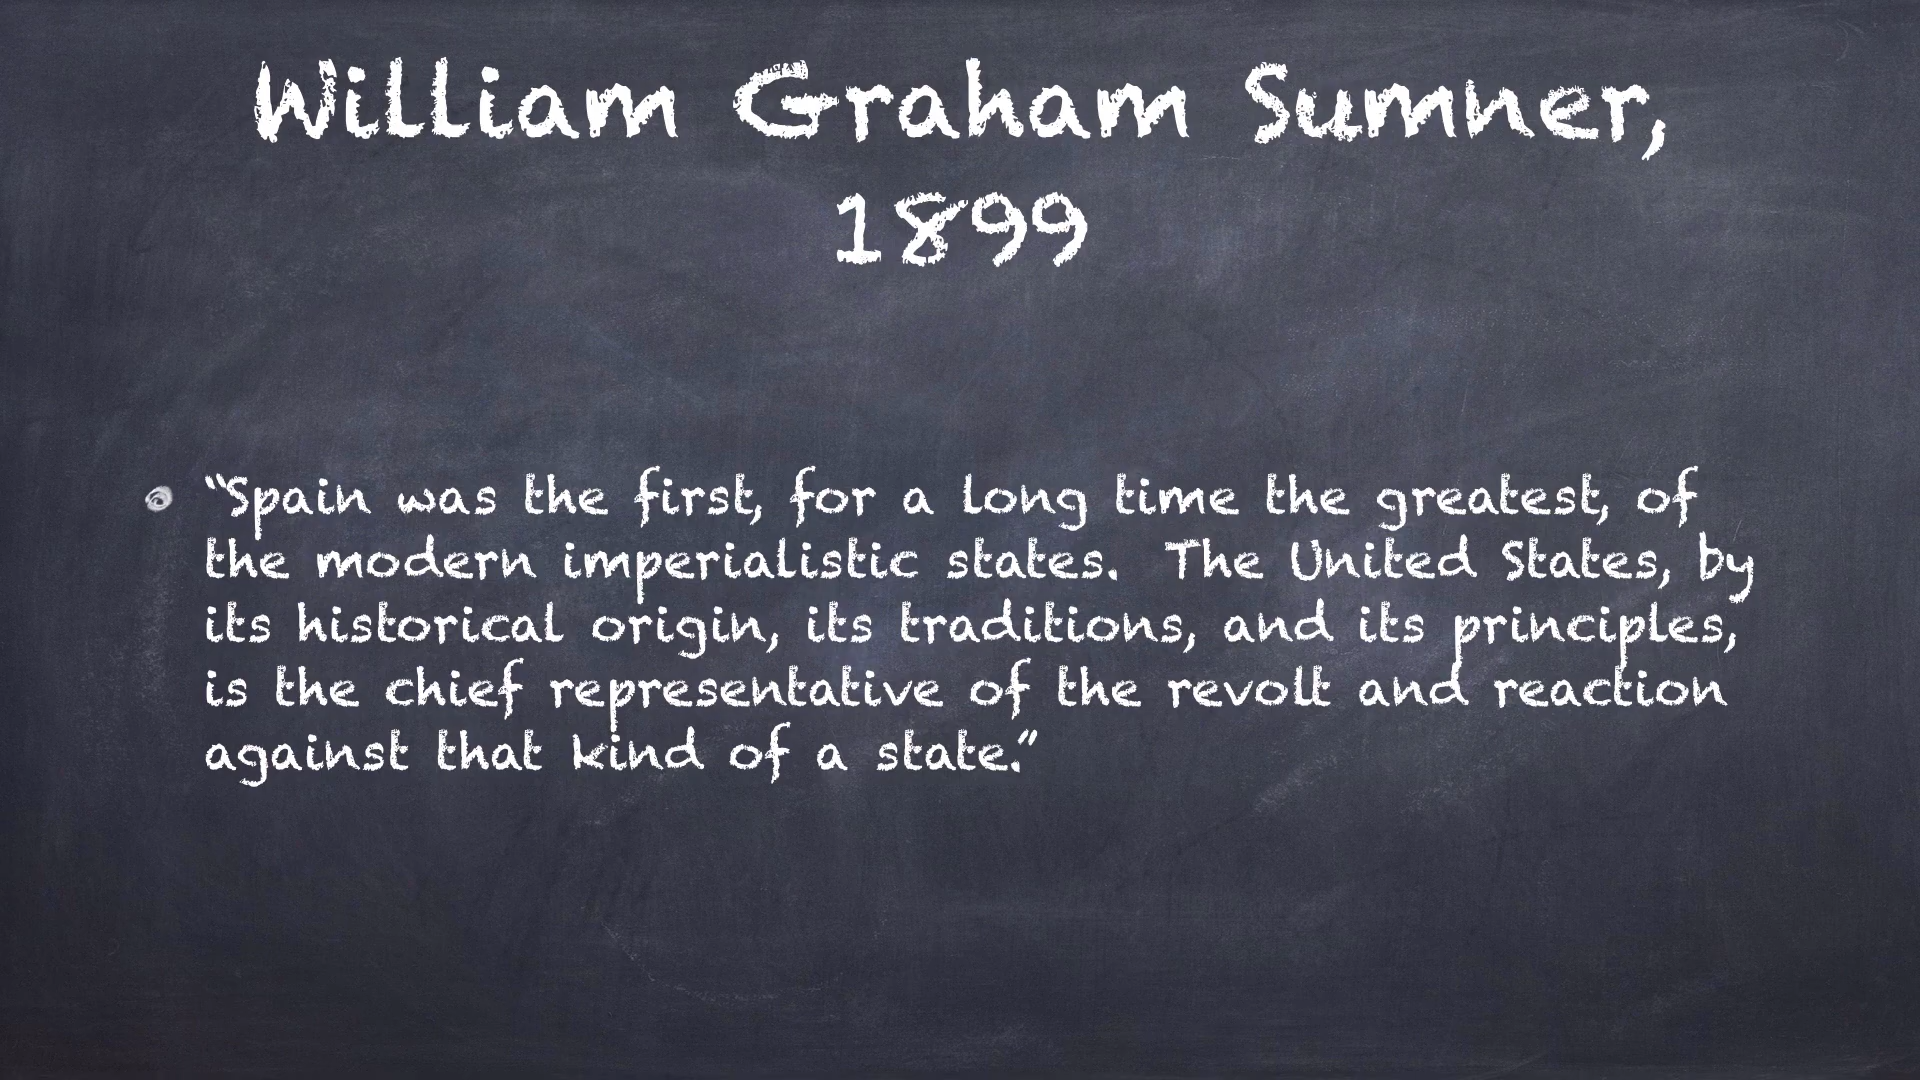 William Graham Sumner,
1899
“Spain was the first, for a long time the greatest, of
the modern imperialistic states.  The United States, by
its historical origin, its traditions, and its principles,
is the chief representative of the revolt and reaction
against that kind of a state.”